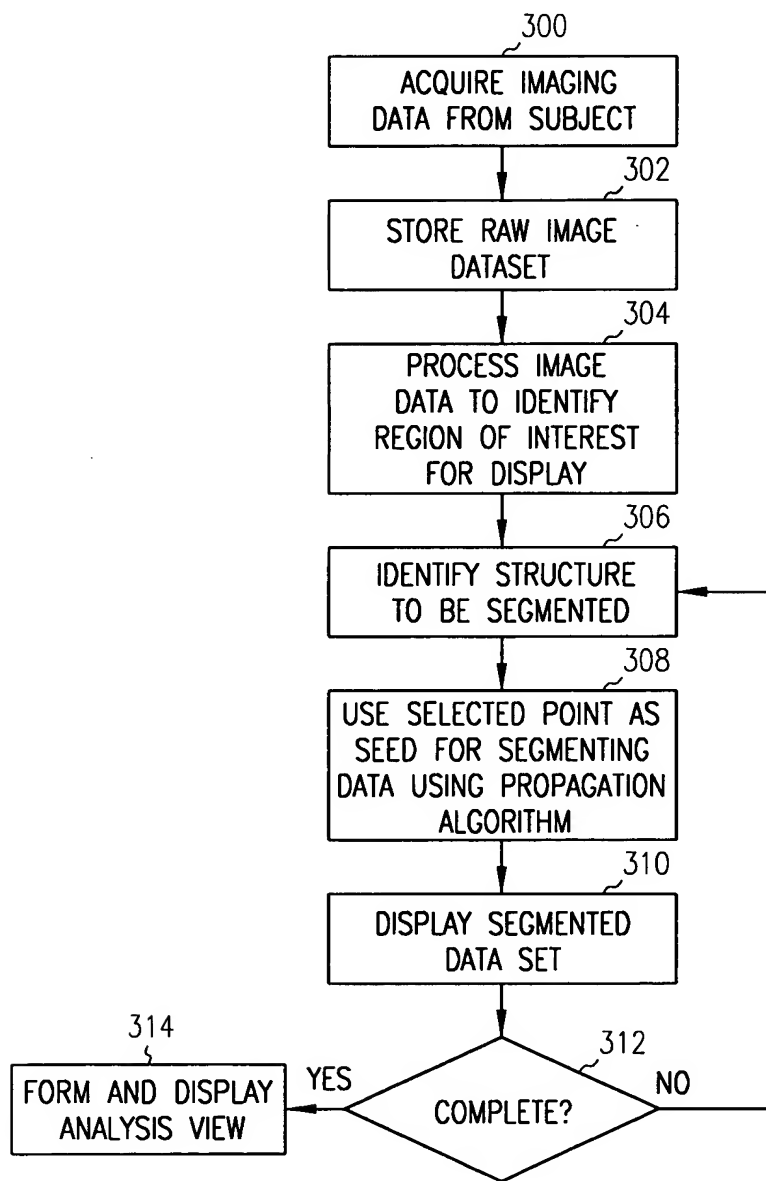 300
ACQUIRE IMAGING
DATA FROM SUBJECT
302
STORE RAW IMAGE
DATASET
304
PROCESS IMAGE
DATA TO IDENTIFY
REGION OF INTEREST
FOR DISPLAY
306
IDENTIFY STRUCTURE
TO BE SEGMENTED
308
USE SELECTED POINT AS
SEED FOR SEGMENTING
DATA USING PROPAGATION
ALGORITHM
310
DISPLAY SEGMENTED
DATA SET
312
COMPLETE?
YES
NO
314
FORM AND DISPLAY
ANALYSIS VIEW